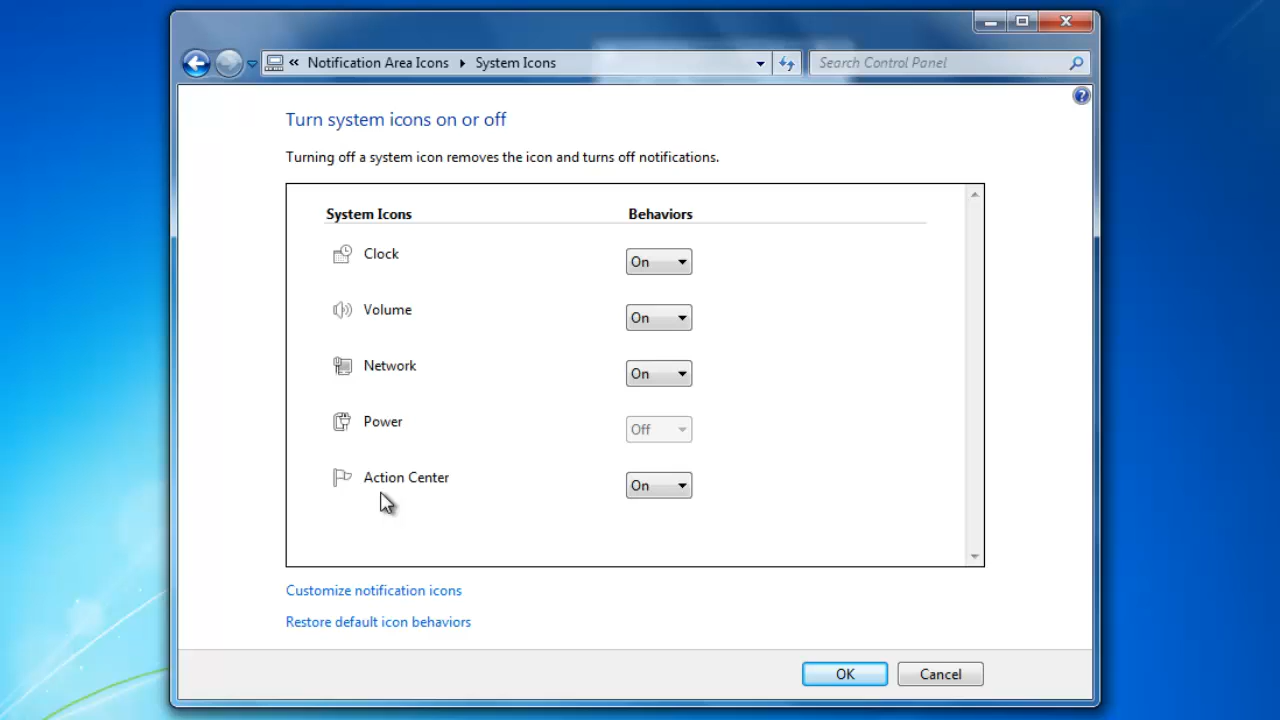 « Notification Area Icons System Icons
Search Control Panel
?
Turn system icons on or off
Turning off a system icon removes the icon and turns off notifications.
System Icons Behaviors
Clock On
Volume On
Network On
Power Off
Action Center On
Customize notification icons
Restore default icon behaviors
OK Cancel